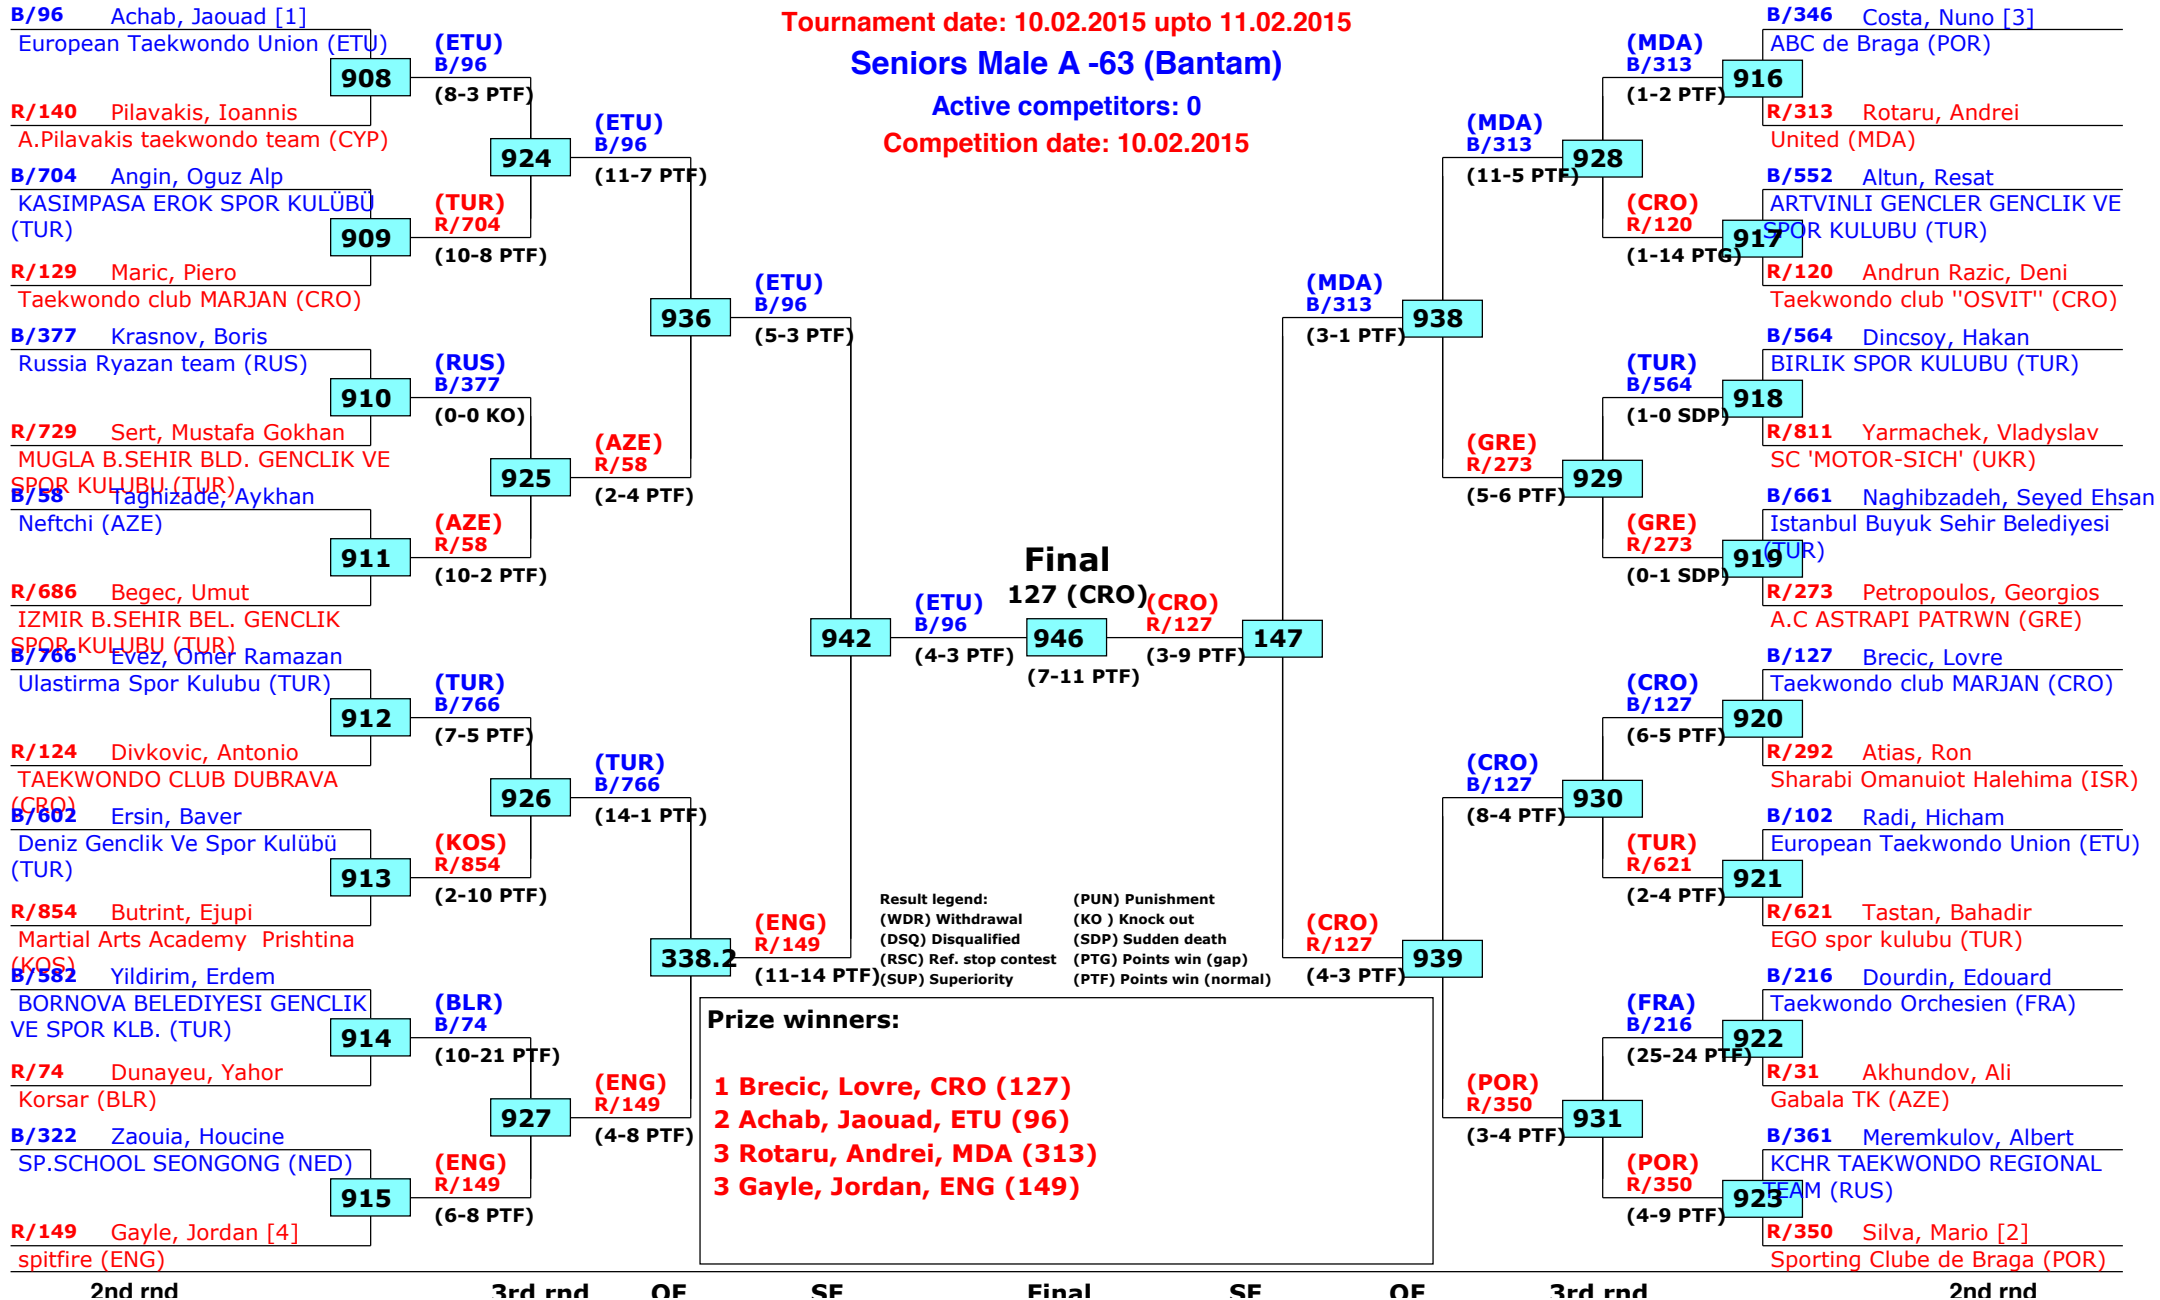 Tournament date: 10.02.2015 upto 11.02.2015
Seniors Male A -63 (Bantam)
Active competitors: 0
Competition date: 10.02.2015
B/96 Achab, Jaouad [1]
European Taekwondo Union (ETU)
908
R/140 Pilavakis, Ioannis
A.Pilavakis taekwondo team (CYP)
B/704 Angin, Oguz Alp
KASIMPASA EROK SPOR KULÜBÜ
(TUR)
909
R/129 Maric, Piero
Taekwondo club MARJAN (CRO)
B/377 Krasnov, Boris
Russia Ryazan team (RUS)
910
R/729 Sert, Mustafa Gokhan
MUGLA B.SEHIR BLD. GENCLIK VE
SPOR KULUBU (TUR)
B/58 Taghizade, Aykhan
Neftchi (AZE)
911
R/686 Begec, Umut
IZMIR B.SEHIR BEL. GENCLIK
SPOR KULUBU (TUR)
B/766 Evez, Omer Ramazan
Ulastirma Spor Kulubu (TUR)
912
R/124 Divkovic, Antonio
TAEKWONDO CLUB DUBRAVA
(CRO)
B/602 Ersin, Baver
Deniz Genclik Ve Spor Kulübü
(TUR)
913
R/854 Butrint, Ejupi
Martial Arts Academy  Prishtina
(KOS)
B/582 Yildirim, Erdem
BORNOVA BELEDIYESI GENCLIK
VE SPOR KLB. (TUR)
914
R/74 Dunayeu, Yahor
Korsar (BLR)
B/322 Zaouia, Houcine
SP.SCHOOL SEONGONG (NED)
915
R/149 Gayle, Jordan [4]
spitfire (ENG)
(ETU)
B/96
(8-3 PTF)
924
(TUR)
R/704
(10-8 PTF)
(RUS)
B/377
(0-0 KO)
925
(AZE)
R/58
(10-2 PTF)
(TUR)
B/766
(7-5 PTF)
926
(KOS)
R/854
(2-10 PTF)
(BLR)
B/74
(10-21 PTF)
927
(ENG)
R/149
(6-8 PTF)
(ETU)
B/96
(11-7 PTF)
936
(AZE)
R/58
(2-4 PTF)
(TUR)
B/766
(14-1 PTF)
338.2
(ENG)
R/149
(4-8 PTF)
(ETU)
B/96
(5-3 PTF)
942
(ENG)
R/149
(11-14 PTF)
(ETU)
B/96
(4-3 PTF)
Final
127 (CRO)
946
(7-11 PTF)
(CRO)
R/127
(3-9 PTF)
147
(MDA)
B/313
(3-1 PTF)
938
(CRO)
R/127
(4-3 PTF)
939
(MDA)
B/313
(11-5 PTF)
928
(GRE)
R/273
(5-6 PTF)
929
(CRO)
B/127
(8-4 PTF)
930
(POR)
R/350
(3-4 PTF)
931
(MDA)
B/313
(1-2 PTF)
(CRO)
R/120
(1-14 PTG)
(TUR)
B/564
(1-0 SDP)
(GRE)
R/273
(0-1 SDP)
(CRO)
B/127
(6-5 PTF)
(TUR)
R/621
(2-4 PTF)
(FRA)
B/216
(25-24 PTF)
(POR)
R/350
(4-9 PTF)
B/346 Costa, Nuno [3]
ABC de Braga (POR)
916
R/313 Rotaru, Andrei
United (MDA)
B/552 Altun, Resat
ARTVINLI GENCLER GENCLIK VE
SPOR KULUBU (TUR)
917
R/120 Andrun Razic, Deni
Taekwondo club "OSVIT" (CRO)
B/564 Dincsoy, Hakan
BIRLIK SPOR KULUBU (TUR)
918
R/811 Yarmachek, Vladyslav
SC 'MOTOR-SICH' (UKR)
B/661 Naghibzadeh, Seyed Ehsan
Istanbul Buyuk Sehir Belediyesi
(TUR)
919
R/273 Petropoulos, Georgios
A.C ASTRAPI PATRWN (GRE)
B/127 Brecic, Lovre
Taekwondo club MARJAN (CRO)
920
R/292 Atias, Ron
Sharabi Omanuiot Halehima (ISR)
B/102 Radi, Hicham
European Taekwondo Union (ETU)
921
R/621 Tastan, Bahadir
EGO spor kulubu (TUR)
B/216 Dourdin, Edouard
Taekwondo Orchesien (FRA)
922
R/31 Akhundov, Ali
Gabala TK (AZE)
B/361 Meremkulov, Albert
KCHR TAEKWONDO REGIONAL
TEAM (RUS)
923
R/350 Silva, Mario [2]
Sporting Clube de Braga (POR)
Result legend: (PUN) Punishment
(WDR) Withdrawal (KO ) Knock out
(DSQ) Disqualified (SDP) Sudden death
(RSC) Ref. stop contest (PTG) Points win (gap)
(SUP) Superiority (PTF) Points win (normal)
Prize winners:
1 Brecic, Lovre, CRO (127)
2 Achab, Jaouad, ETU (96)
3 Rotaru, Andrei, MDA (313)
3 Gayle, Jordan, ENG (149)
2nd rnd 3rd rnd QF SF Final SF QF 3rd rnd 2nd rnd